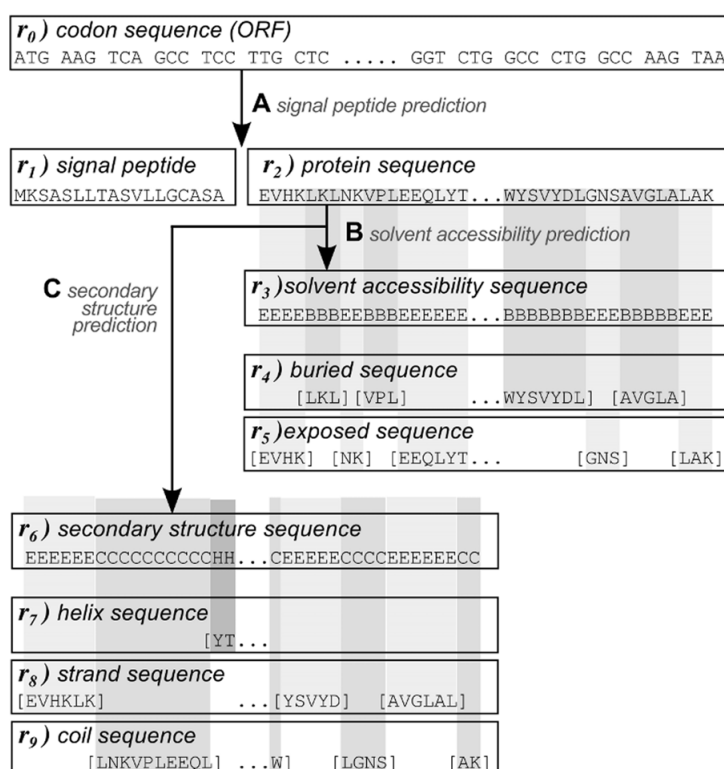 r₀) codon sequence (ORF)
ATG AAG TCA GCC TCC TTG CTC ..... GGT CTG GCC CTG GCC AAG TAA
A signal peptide prediction
r₁) signal peptide
MKSASLLTASVLLGCASA
r₂) protein sequence
EVHKLKLNKVPLEEQLYT...WYSVYDLGNSAVGLALAK
B solvent accessibility prediction
C secondary
structure
prediction
r₃) solvent accessibility sequence
EEEEBBBEEBBBEEEEEE...BBBBBBBEEEBBBBBEEE
r₄) buried sequence
[LKL] [VPL] ...WYSVYDL] [AVGLA]
r₅) exposed sequence
[EVHK] [NK] [EEQLYT... [GNS] [LAK]
r₆) secondary structure sequence
EEEEEECCCCCCCCCCHH...CEEEEEECCCCEEEEEECC
r₇) helix sequence
[YT...
r₈) strand sequence
[EVHKLK] ...[YSVYD] [AVGLAL]
r₉) coil sequence
[LNKVPLEEQL] ...W] [LGNS] [AK]